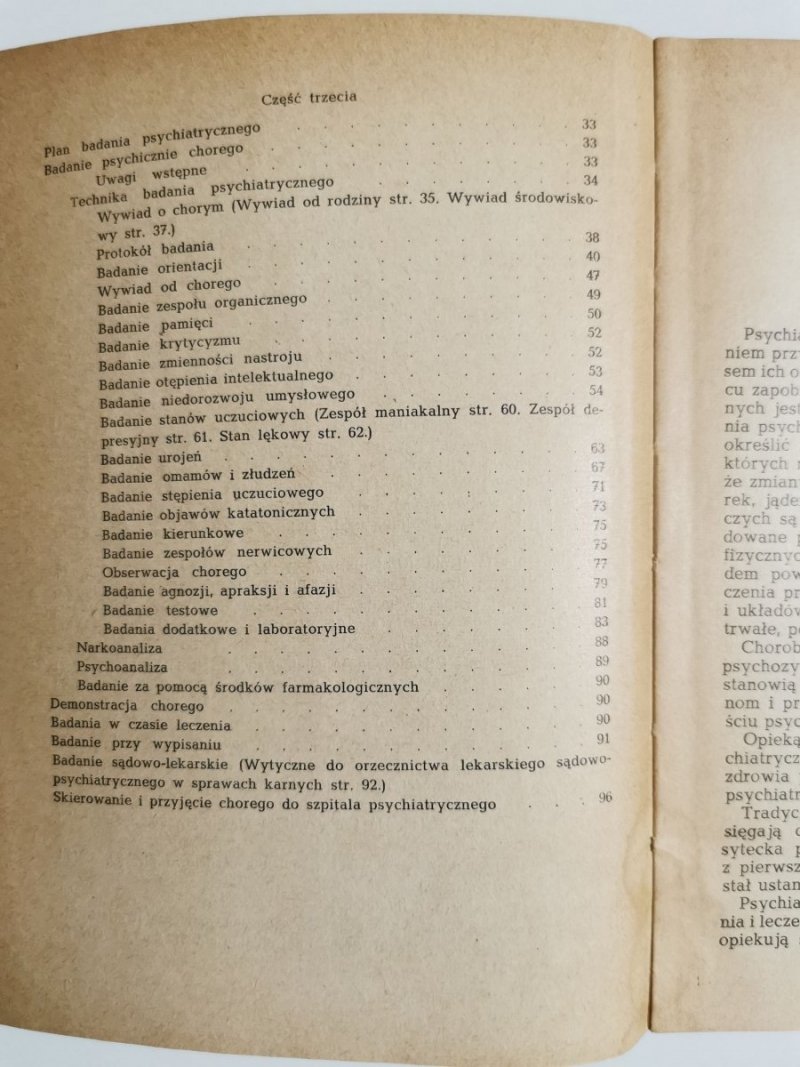 Część trzecia
Plan badania psychiatrycznego . . . . . . . . . 33
Badanie psychicznie chorego . . . . . . . . . 33
Uwagi wstępne . . . . . . . . . 33
Technika badania psychiatrycznego . . . . . . 34
Wywiad o chorym (Wywiad od rodziny str. 35. Wywiad środowisko-
wy str. 37.)
Protokół badania . . . . . . . . . 38
Badanie orientacji . . . . . . . . . 40
Wywiad od chorego . . . . . . . . . 47
Badanie zespołu organicznego . . . . . . . 49
Badanie pamięci . . . . . . . . . 50
Badanie krytycyzmu . . . . . . . . . 52
Badanie zmienności nastroju . . . . . . . 52
Badanie otępienia intelektualnego . . . . . . 53
Badanie niedorozwoju umysłowego . . . . . . 54
Badanie stanów uczuciowych (Zespół maniakalny str. 60. Zespół de-
presyjny str. 61. Stan lękowy str. 62.)
Badanie urojeń . . . . . . . . . 63
Badanie omamów i złudzeń . . . . . . . 67
Badanie stępienia uczuciowego . . . . . . 71
Badanie objawów katatonicznych . . . . . . 73
Badanie kierunkowe . . . . . . . . 75
Badanie zespołów nerwicowych . . . . . . 75
Obserwacja chorego . . . . . . . . 77
Badanie agnozji, apraksji i afazji . . . . . . 79
Badanie testowe . . . . . . . . 81
Badania dodatkowe i laboratoryjne . . . . . 83
Narkoanaliza . . . . . . . . . 88
Psychoanaliza . . . . . . . . . 89
Badanie za pomocą środków farmakologicznych . . . . 90
Demonstracja chorego . . . . . . . . . 90
Badania w czasie leczenia . . . . . . . . 90
Badanie przy wypisaniu . . . . . . . . 91
Badanie sądowo-lekarskie (Wytyczne do orzecznictwa lekarskiego sądowo-
psychiatrycznego w sprawach karnych str. 92.)
Skierowanie i przyjęcie chorego do szpitala psychiatrycznego . . . 96
Psychia
niem prz
sem ich o
cu zapob
nych jest
nia psych
określić
których
że zmian
rek, jąde
czych są
dowane p
fizycznyc
dem pow
czenia pr
i układów
trwałe, p
Chorob
psychozy
stanowią
nom i pr
ściu psyc
Opieką
chiatrycz
zdrowia
psychiatr
Tradyc
sięgają
sytecka p
z pierwsz
stał ustan
Psychia
nia i lecze
opiekują